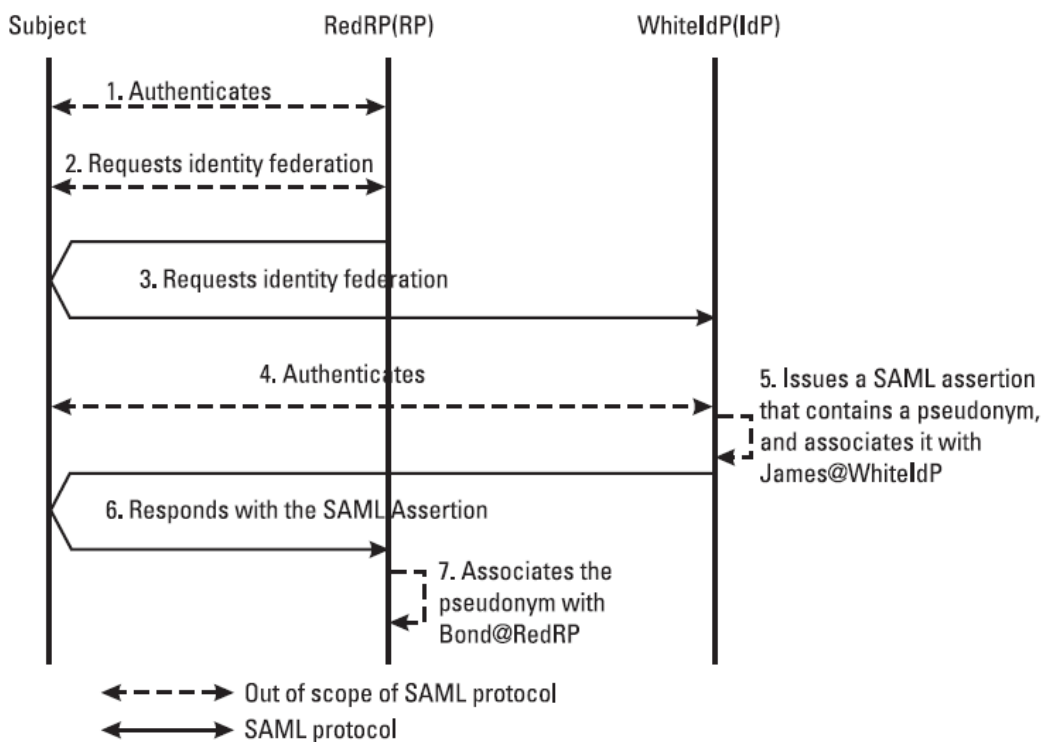 Subject
RedRP(RP)
WhiteIdP(IdP)
1. Authenticates
2. Requests identity federation
3. Requests identity federation
4. Authenticates
5. Issues a SAML assertion
that contains a pseudonym,
and associates it with
James@WhiteIdP
6. Responds with the SAML Assertion
7. Associates the
pseudonym with
Bond@RedRP
Out of scope of SAML protocol
SAML protocol